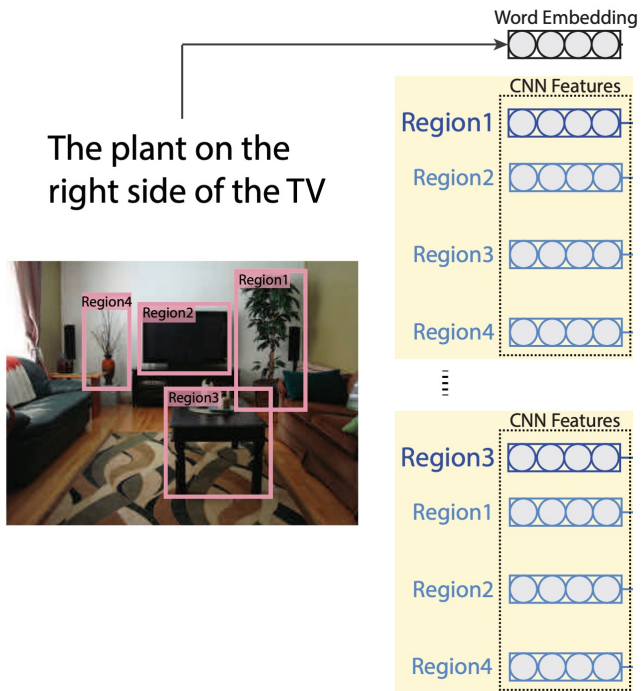 Word Embedding
CNN Features
Region1
Region2
Region3
Region4
The plant on the
right side of the TV
Region1
Region4
Region2
Region3
CNN Features
Region3
Region1
Region2
Region4